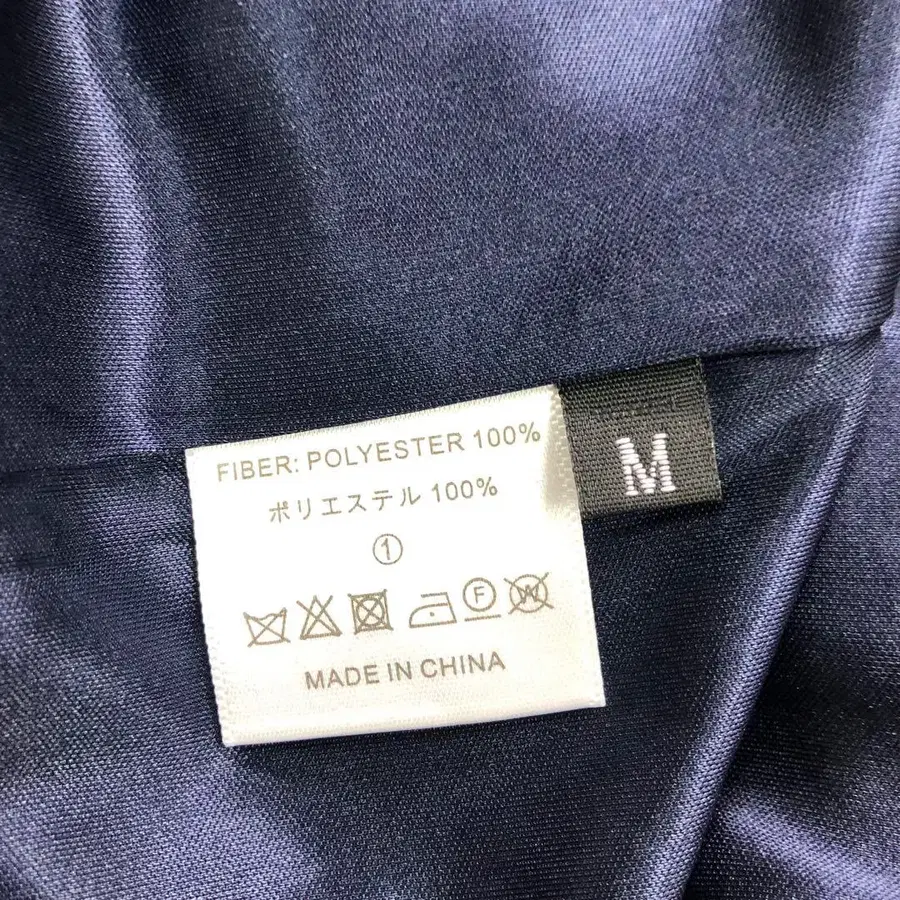 FIBER: POLYESTER 100%
ポリエステル 100%
①
F W
MADE IN CHINA
M